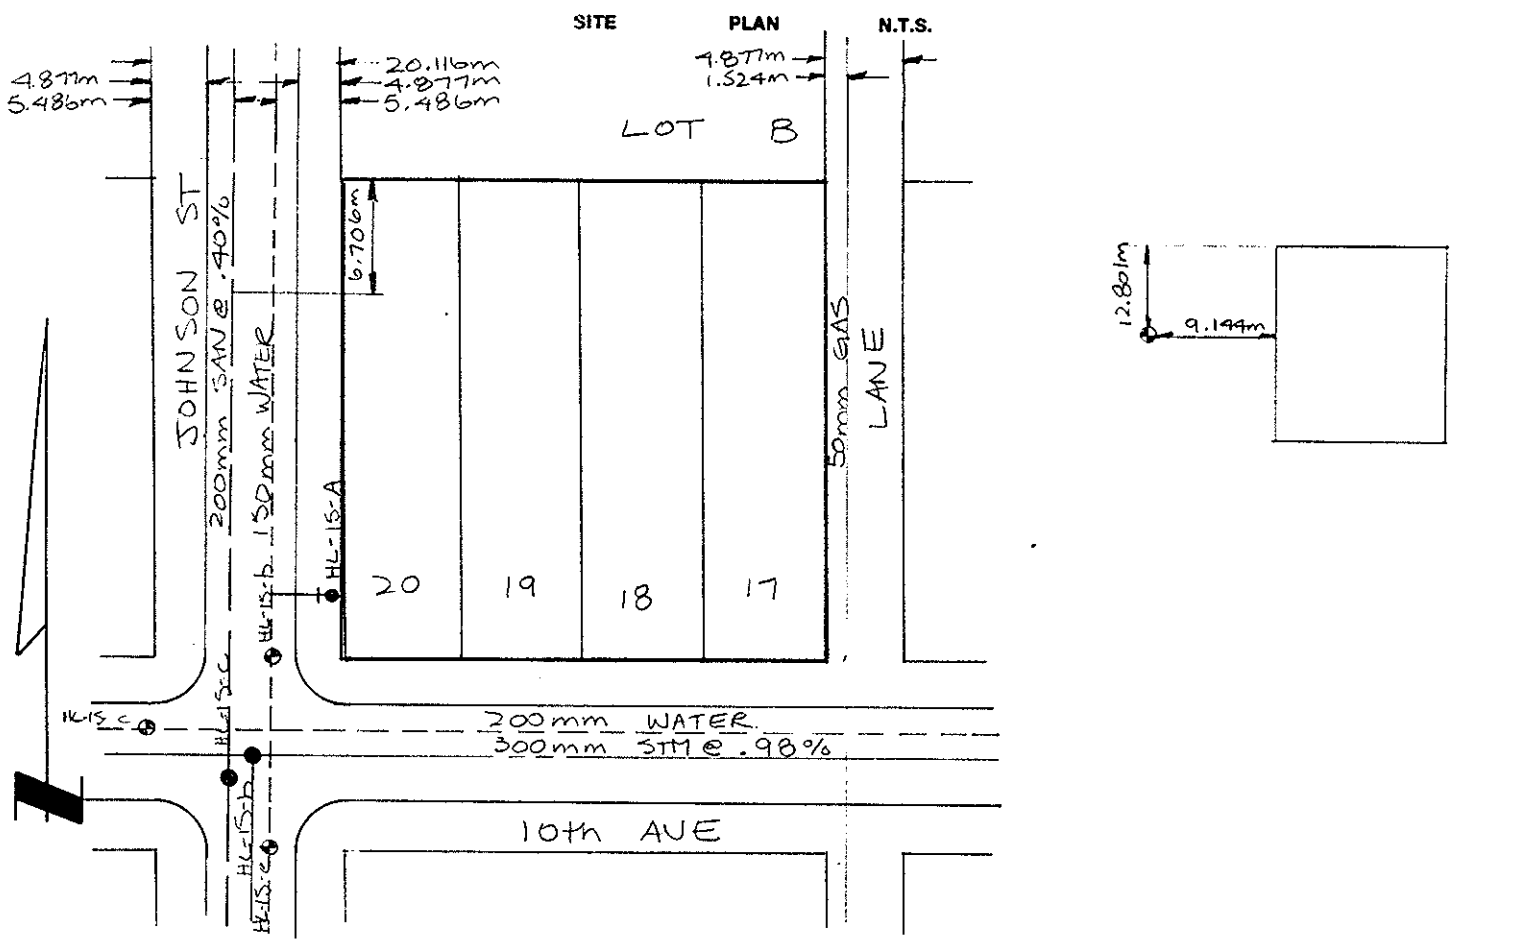 SITE PLAN N.T.S.
20.116m
4.877m 4.877m
5.486m 5.486m
4.877m
1.524m
LOT B
JOHNSON ST
200mm SAN @ .40%
150mm WATER
6.706m
50mm GAS
LANE
12.801m
9.144m
HL-15-A
HL-15-b
20 19 18 17
HL-15-C
HL-15-C
200mm WATER
300mm STM @ .98%
HL-15-b
HL-15-e
10th AVE